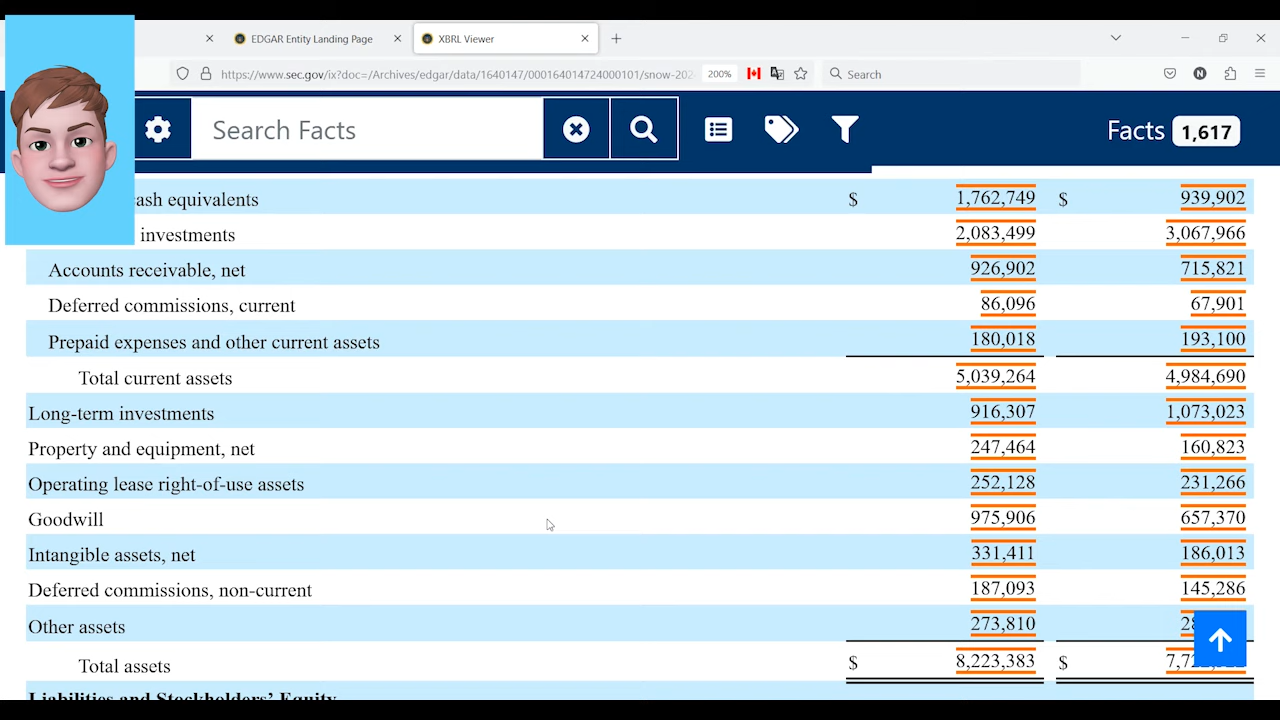 EDGAR Entity Landing Page
XBRL Viewer
https://www.sec.gov/ix?doc=/Archives/edgar/data/1640147/000164014724000101/snow-202
200%
Search
Search Facts
Facts 1,617
ash equivalents $ 1,762,749 $ 939,902
investments 2,083,499 3,067,966
Accounts receivable, net 926,902 715,821
Deferred commissions, current 86,096 67,901
Prepaid expenses and other current assets 180,018 193,100
Total current assets 5,039,264 4,984,690
Long-term investments 916,307 1,073,023
Property and equipment, net 247,464 160,823
Operating lease right-of-use assets 252,128 231,266
Goodwill 975,906 657,370
Intangible assets, net 331,411 186,013
Deferred commissions, non-current 187,093 145,286
Other assets 273,810
Total assets $ 8,223,383 $
Liabilities and Stockholders' Equity